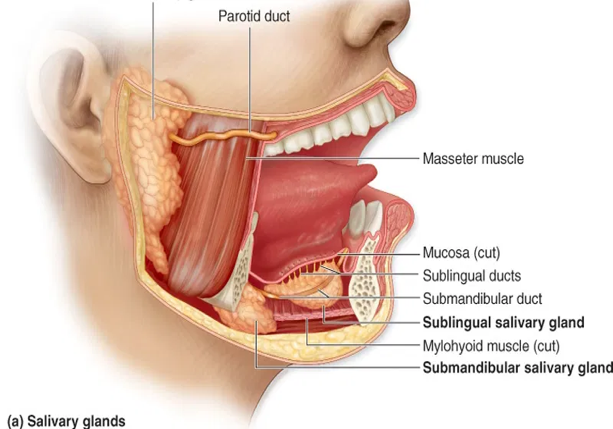 Parotid duct
Masseter muscle
Mucosa (cut)
Sublingual ducts
Submandibular duct
Sublingual salivary gland
Mylohyoid muscle (cut)
Submandibular salivary gland
(a) Salivary glands